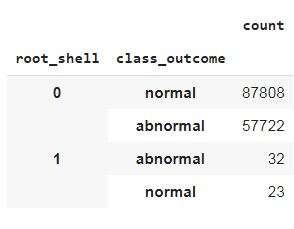 count
root_shell class_outcome
0 normal 87808
abnormal 57722
1 abnormal 32
normal 23